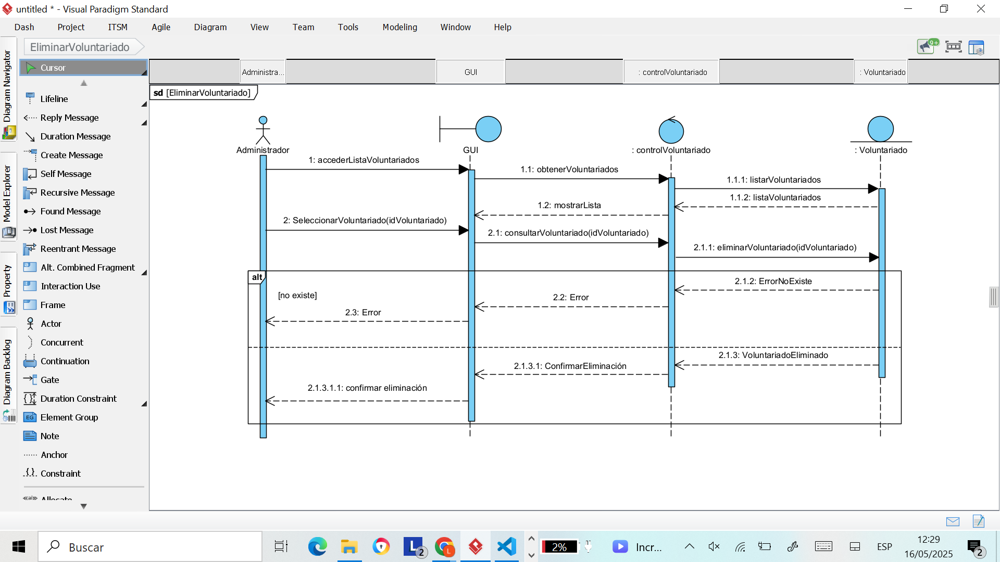 untitled * - Visual Paradigm Standard
Dash Project ITSM Agile Diagram View Team Tools Modeling Window Help
EliminarVoluntariado
9+
Diagram Navigator
Model Explorer
Property
Diagram Backlog
Cursor
Lifeline
Reply Message
Duration Message
Create Message
Self Message
Recursive Message
Found Message
Lost Message
Reentrant Message
Alt. Combined Fragment
Interaction Use
Frame
Actor
Concurrent
Continuation
Gate
Duration Constraint
EG Element Group
Note
Anchor
Constraint
Allocate
Administra... GUI : controlVoluntariado : Voluntariado
sd [EliminarVoluntariado]
Administrador GUI : controlVoluntariado : Voluntariado
1: accederListaVoluntariados
1.1: obtenerVoluntariados
1.1.1: listarVoluntariados
1.1.2: listaVoluntariados
1.2: mostrarLista
2: SeleccionarVoluntariado(idVoluntariado)
2.1: consultarVoluntariado(idVoluntariado)
2.1.1: eliminarVoluntariado(idVoluntariado)
alt
2.1.2: ErrorNoExiste
[no existe]
2.2: Error
2.3: Error
2.1.3: VoluntariadoEliminado
2.1.3.1: ConfirmarEliminación
2.1.3.1.1: confirmar eliminación
Buscar
L
2
L
2%
Incr...
ESP
12:29
16/05/2025
2